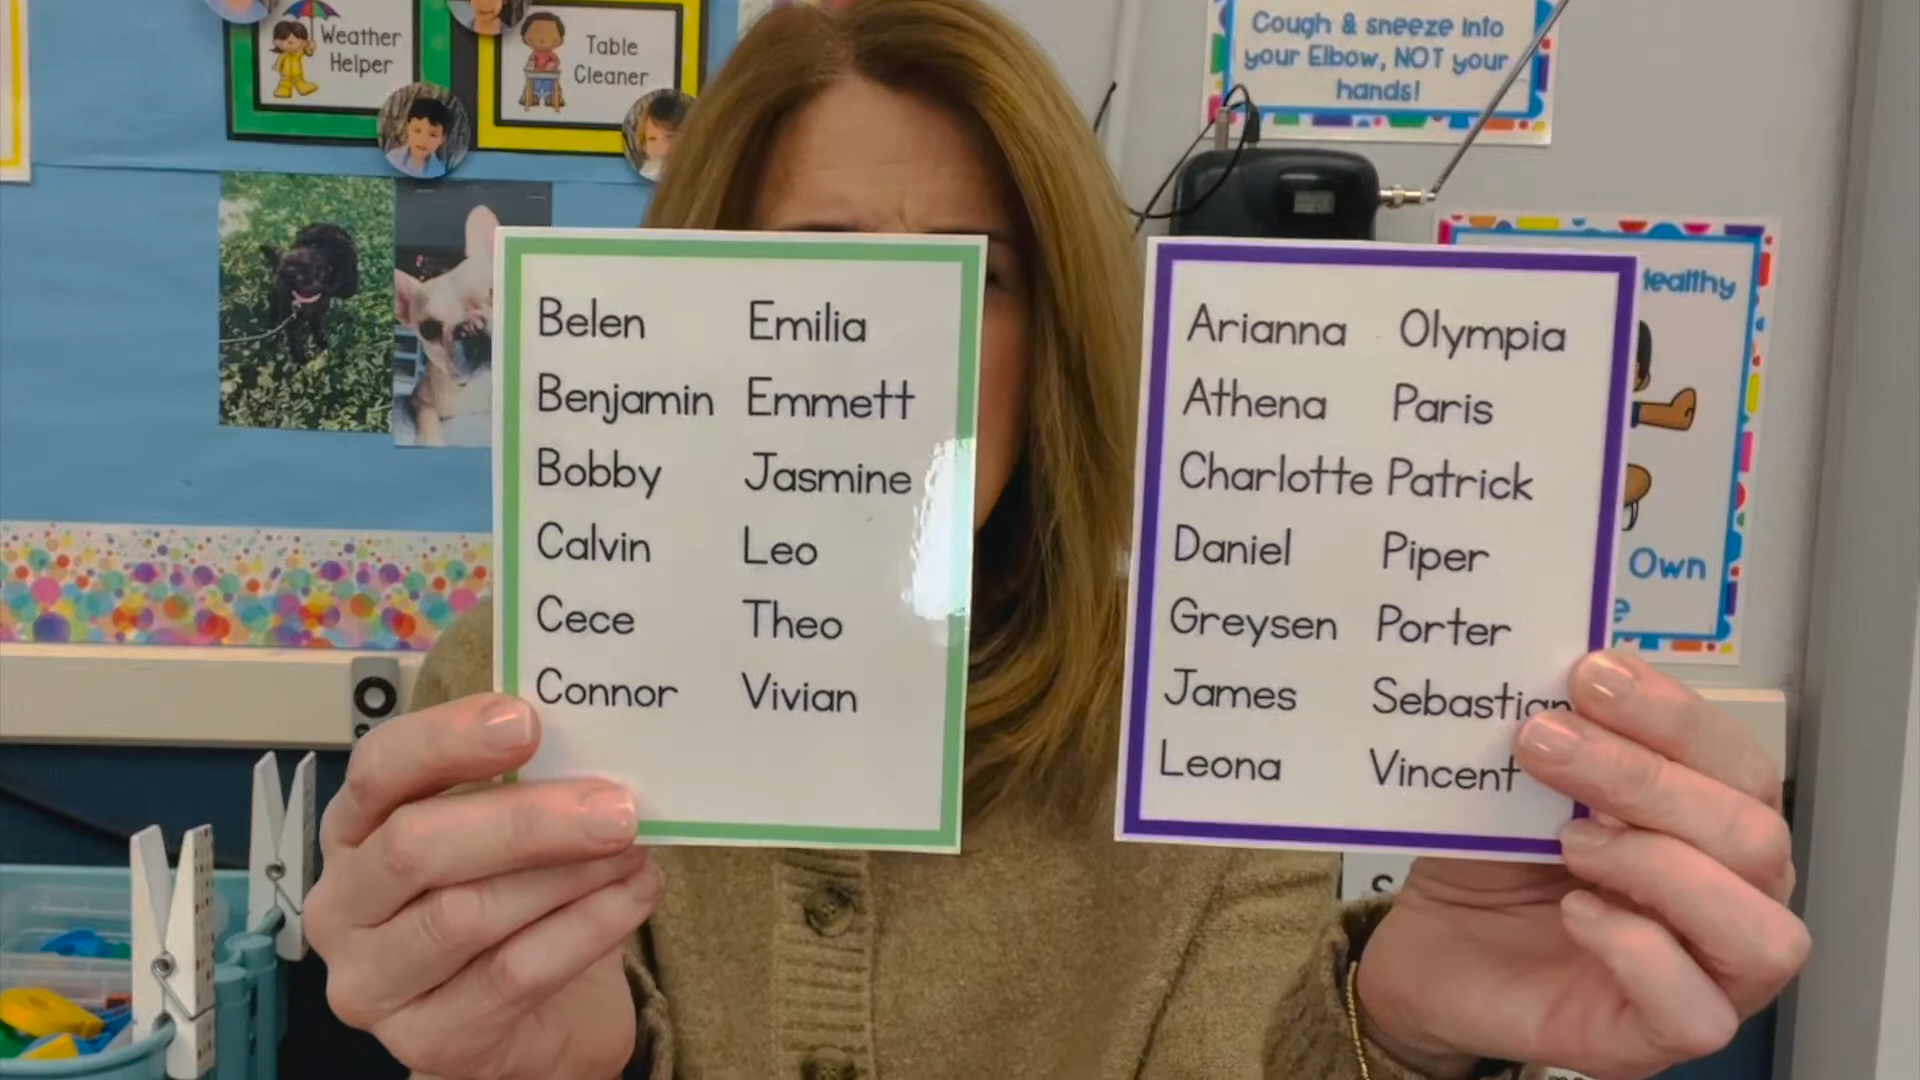 Weather
Helper
Table
Cleaner
Cough & sneeze into
your Elbow, NOT your
hands!
Belen
Benjamin
Bobby
Calvin
Cece
Connor
Emilia
Emmett
Jasmine
Leo
Theo
Vivian
Arianna
Athena
Charlotte
Daniel
Greysen
James
Leona
Olympia
Paris
Patrick
Piper
Porter
Sebastian
Vincent
Healthy
Own